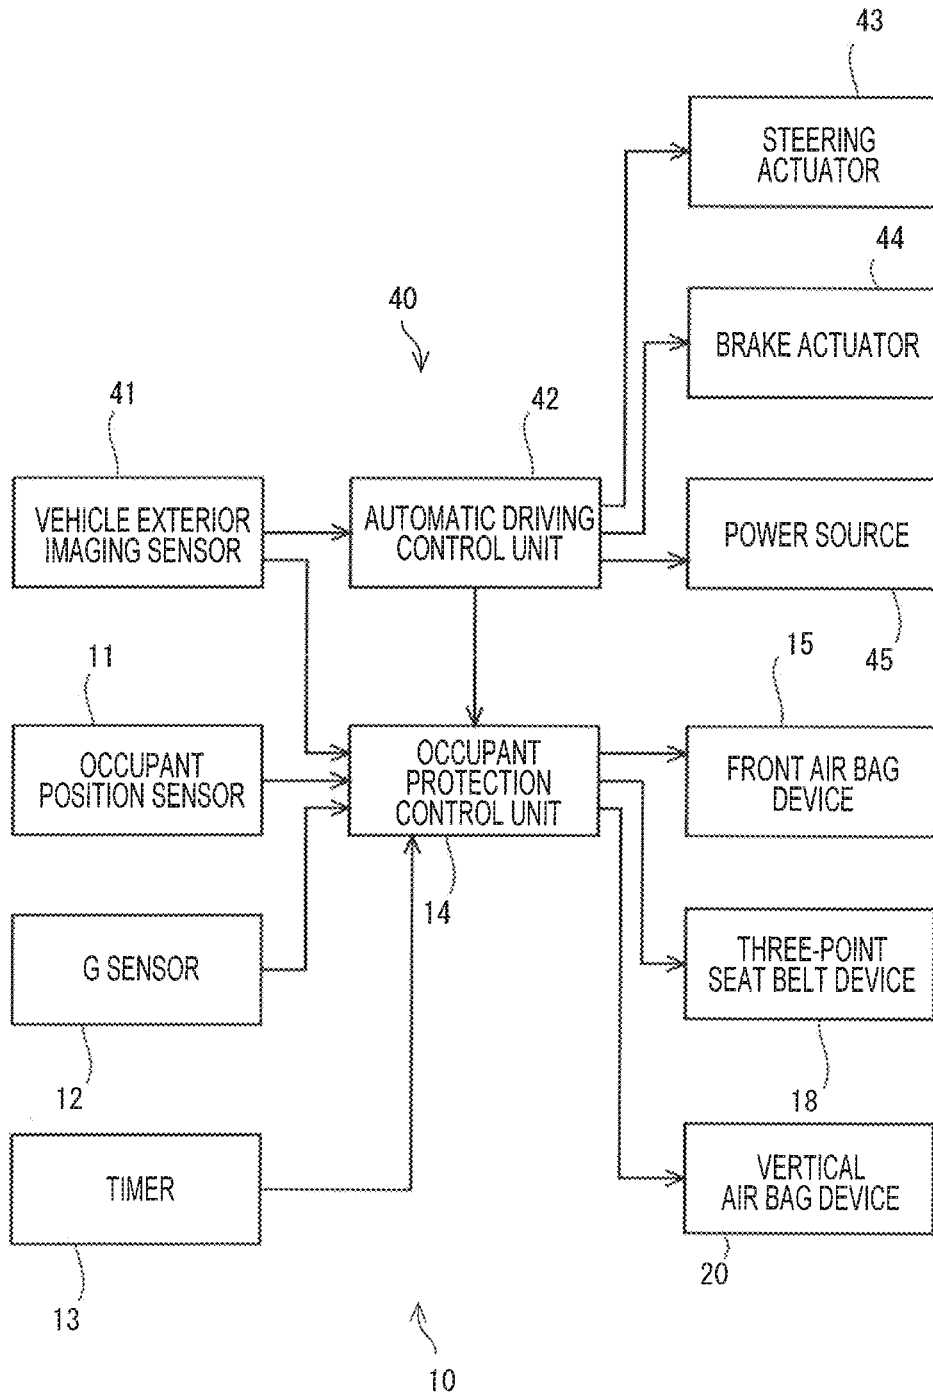 43
STEERING
ACTUATOR
44
40
BRAKE ACTUATOR
41
42
VEHICLE EXTERIOR
IMAGING SENSOR
AUTOMATIC DRIVING
CONTROL UNIT
POWER SOURCE
11
15
45
OCCUPANT
POSITION SENSOR
OCCUPANT
PROTECTION
CONTROL UNIT
FRONT AIR BAG
DEVICE
14
G SENSOR
THREE-POINT
SEAT BELT DEVICE
12
18
TIMER
VERTICAL
AIR BAG DEVICE
20
13
10